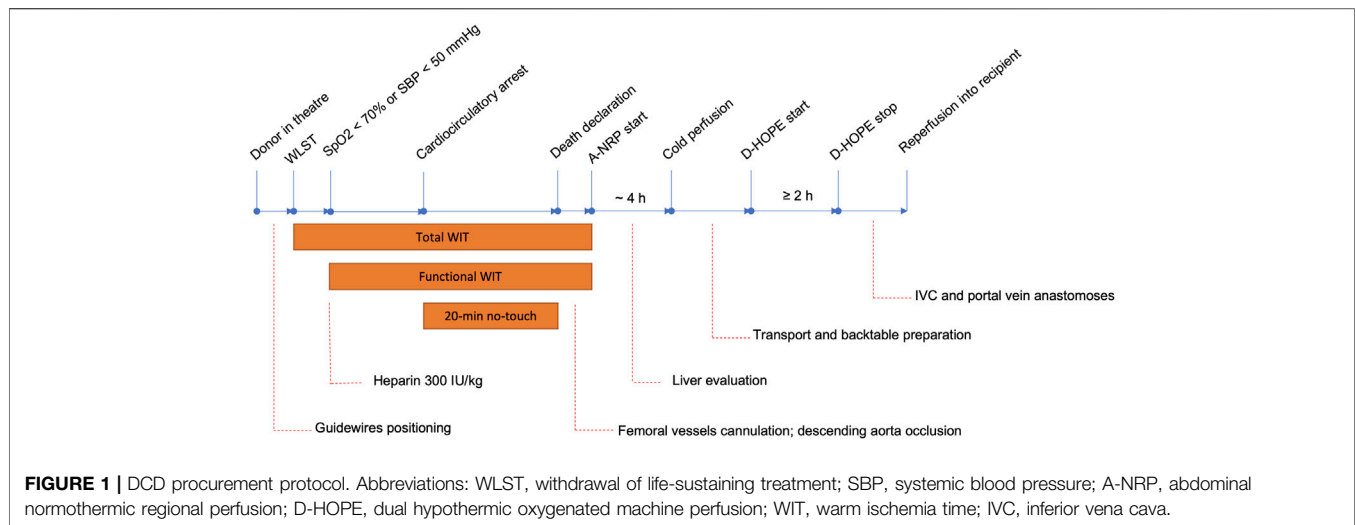 Donor in theatre
WLST
SpO2 < 70% or SBP < 50 mmHg
Cardiocirculatory arrest
Death declaration
A-NRP start
Cold perfusion
D-HOPE start
D-HOPE stop
Reperfusion into recipient
~ 4 h
≥ 2 h
Total WIT
Functional WIT
20-min no-touch
IVC and portal vein anastomoses
Transport and backtable preparation
Heparin 300 IU/kg
Liver evaluation
Guidewires positioning
Femoral vessels cannulation; descending aorta occlusion
FIGURE 1 | DCD procurement protocol. Abbreviations: WLST, withdrawal of life-sustaining treatment; SBP, systemic blood pressure; A-NRP, abdominal
normothermic regional perfusion; D-HOPE, dual hypothermic oxygenated machine perfusion; WIT, warm ischemia time; IVC, inferior vena cava.